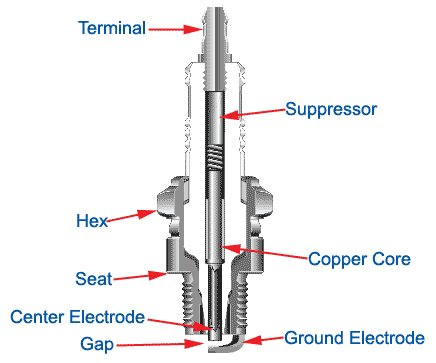 Terminal
Suppressor
Hex
Copper Core
Seat
Center Electrode
Ground Electrode
Gap